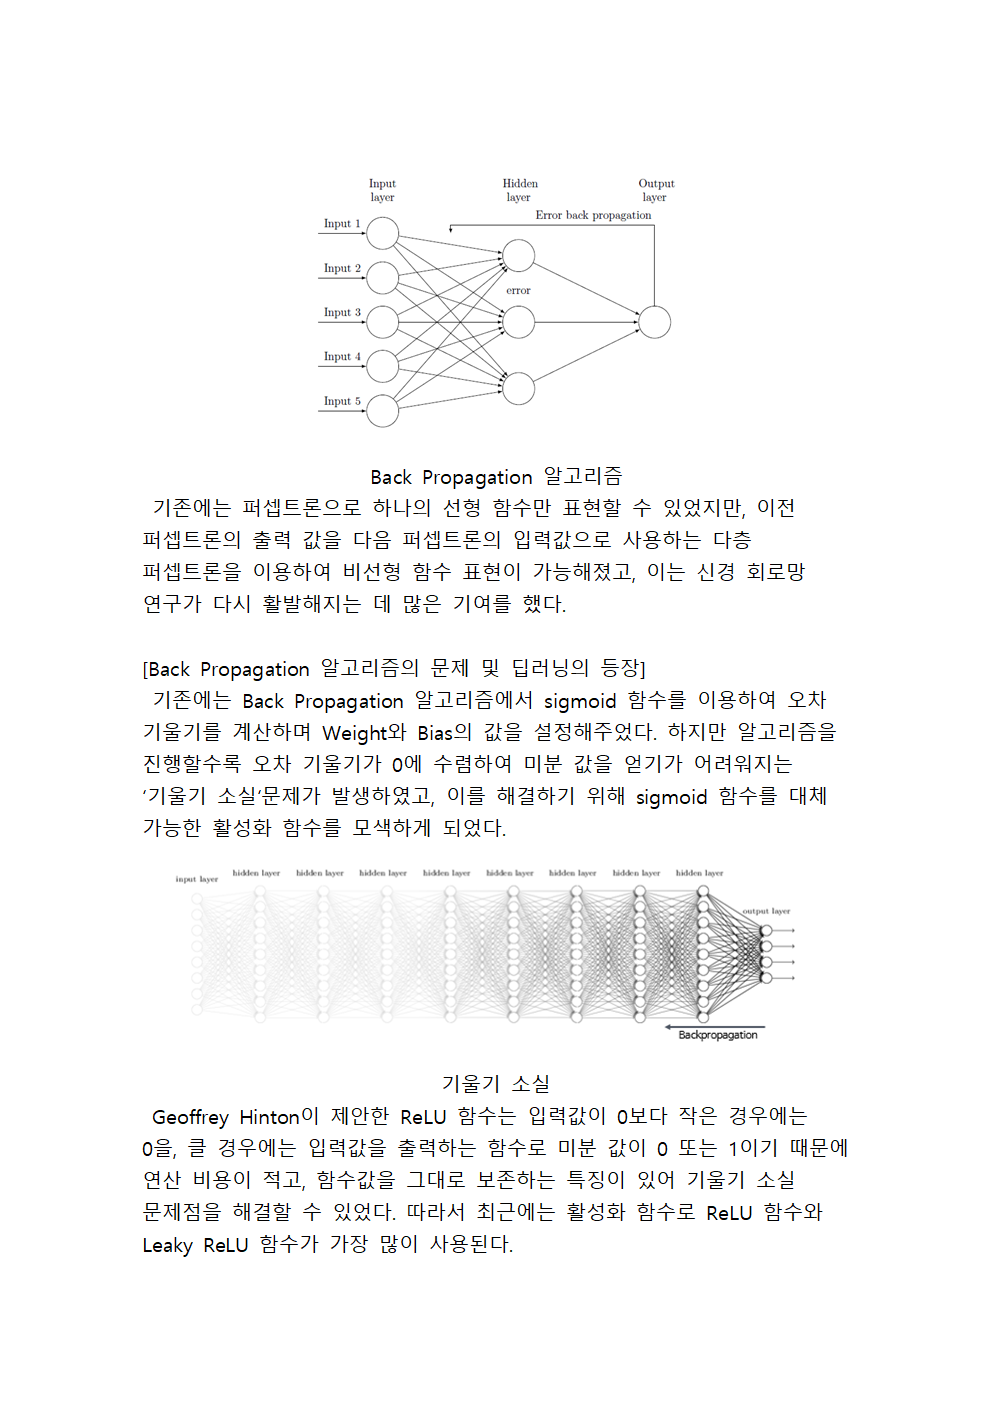 Input layer
Hidden layer
Output layer
Error back propagation
Input 1
Input 2
error
Input 3
Input 4
Input 5
Back Propagation 알고리즘
기존에는 퍼셉트론으로 하나의 선형 함수만 표현할 수 있었지만, 이전
퍼셉트론의 출력 값을 다음 퍼셉트론의 입력값으로 사용하는 다층
퍼셉트론을 이용하여 비선형 함수 표현이 가능해졌고, 이는 신경 회로망
연구가 다시 활발해지는 데 많은 기여를 했다.
[Back Propagation 알고리즘의 문제 및 딥러닝의 등장]
기존에는 Back Propagation 알고리즘에서 sigmoid 함수를 이용하여 오차
기울기를 계산하며 Weight와 Bias의 값을 설정해주었다. 하지만 알고리즘을
진행할수록 오차 기울기가 0에 수렴하여 미분 값을 얻기가 어려워지는
‘기울기 소실’문제가 발생하였고, 이를 해결하기 위해 sigmoid 함수를 대체
가능한 활성화 함수를 모색하게 되었다.
input layer
hidden layer
hidden layer
hidden layer
hidden layer
hidden layer
hidden layer
hidden layer
hidden layer
output layer
Backpropagation
기울기 소실
Geoffrey Hinton이 제안한 ReLU 함수는 입력값이 0보다 작은 경우에는
0을, 클 경우에는 입력값을 출력하는 함수로 미분 값이 0 또는 1이기 때문에
연산 비용이 적고, 함수값을 그대로 보존하는 특징이 있어 기울기 소실
문제점을 해결할 수 있었다. 따라서 최근에는 활성화 함수로 ReLU 함수와
Leaky ReLU 함수가 가장 많이 사용된다.